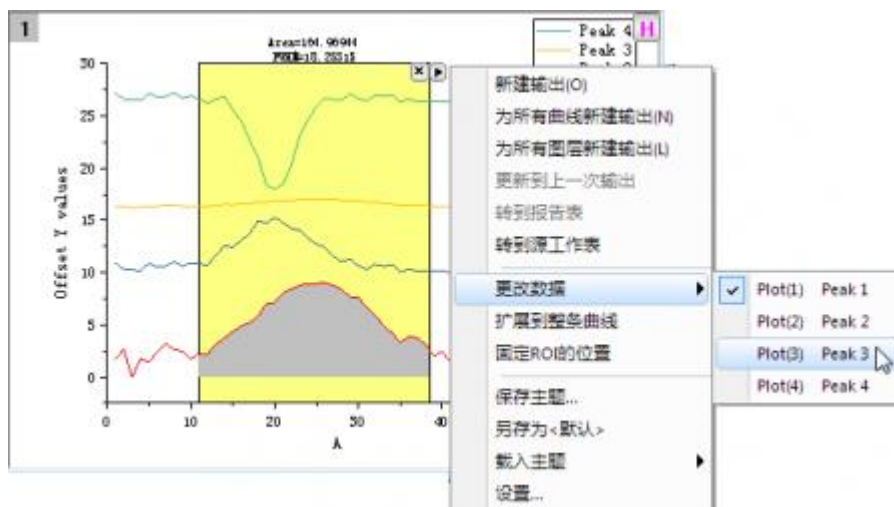 1
Peak 4 H
Peak 3
Area=164.96944
30
25
20
15
10
5
0
Offset Y values
0 10 20 30 40
A
新建输出(O)
为所有曲线新建输出(N)
为所有图层新建输出(L)
更新到上一次输出
转到报告表
转到源工作表
更改数据
扩展到整条曲线
固定ROI的位置
保存主题...
另存为<默认>
载入主题
设置...
Plot(1) Peak 1
Plot(2) Peak 2
Plot(3) Peak 3
Plot(4) Peak 4